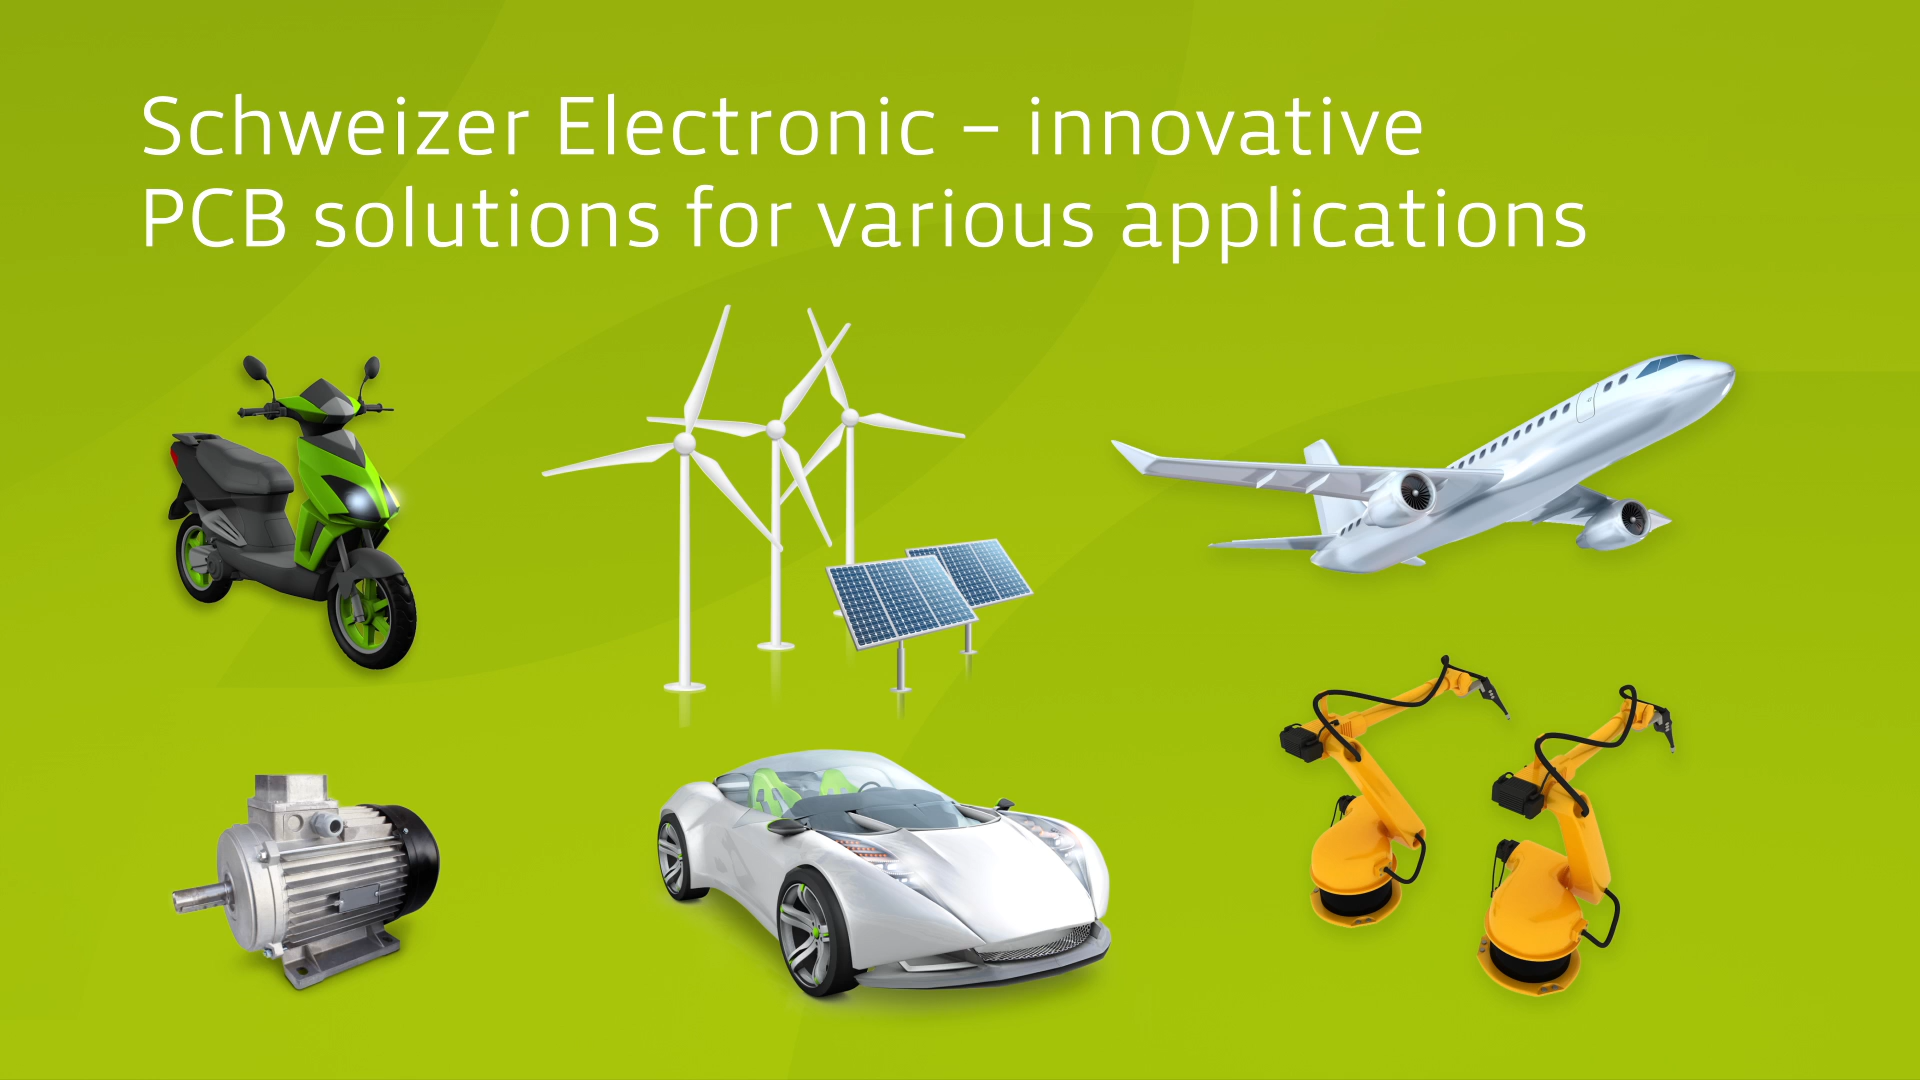 Schweizer Electronic – innovative
PCB solutions for various applications